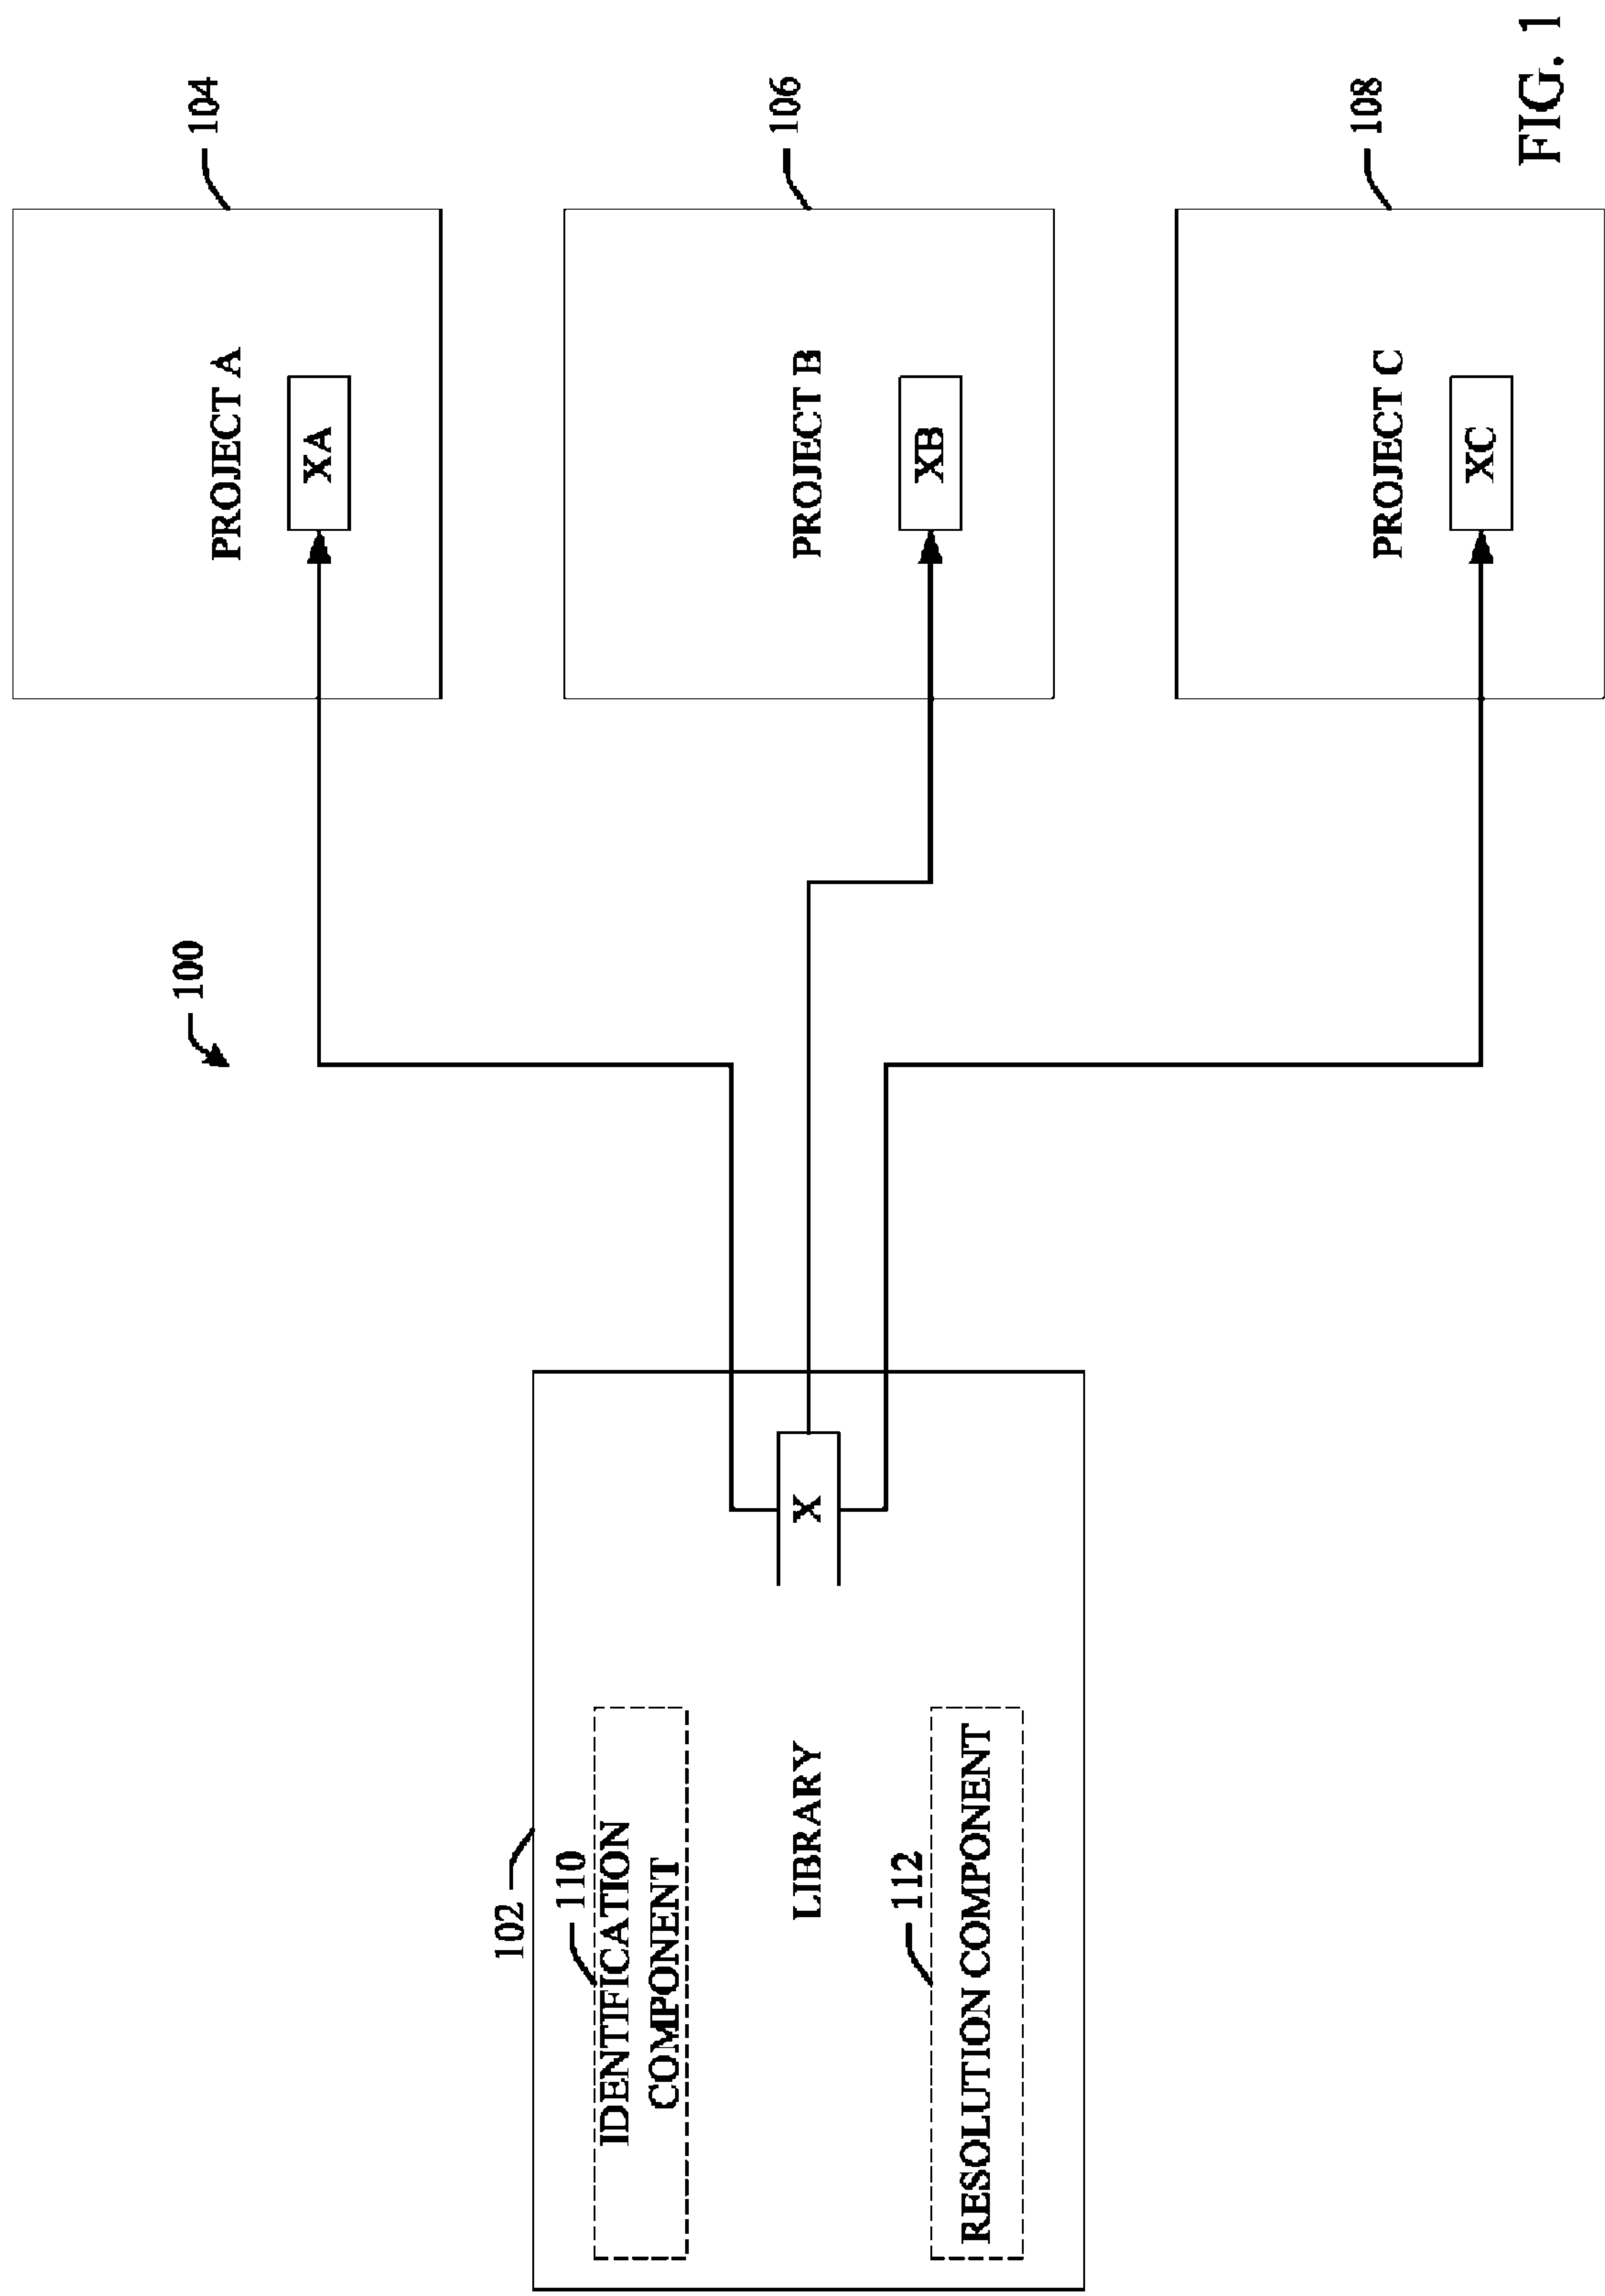 100
102
110
IDENTIFICATION
COMPONENT
LIBRARY
X
112
RESOLUTION COMPONENT
104
PROJECT A
XA
106
PROJECT B
XB
108
PROJECT C
XC
FIG. 1